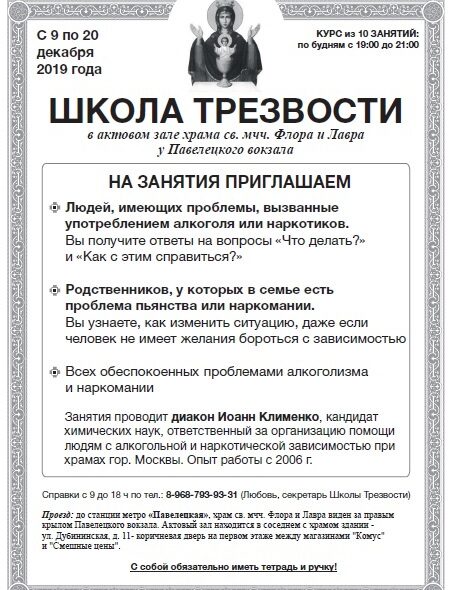 С 9 по 20
декабря
2019 года
КУРС из 10 ЗАНЯТИЙ:
по будням с 19:00 до 21:00
ШКОЛА ТРЕЗВОСТИ
в актовом зале храма св. мчч. Флора и Лавра
у Павелецкого вокзала
НА ЗАНЯТИЯ ПРИГЛАШАЕМ
Людей, имеющих проблемы, вызванные
употреблением алкоголя или наркотиков.
Вы получите ответы на вопросы «Что делать?»
и «Как с этим справиться?»
Родственников, у которых в семье есть
проблема пьянства или наркомании.
Вы узнаете, как изменить ситуацию, даже если
человек не имеет желания бороться с зависимостью
Всех обеспокоенных проблемами алкоголизма
и наркомании
Занятия проводит диакон Иоанн Клименко, кандидат
химических наук, ответственный за организацию помощи
людям с алкогольной и наркотической зависимостью при
храмах гор. Москвы. Опыт работы с 2006 г.
Справки с 9 до 18 ч по тел.: 8-968-793-93-31 (Любовь, секретарь Школы Трезвости)
Проезд: до станции метро «Павелецкая», храм св. мчч. Флора и Лавра виден за правым
крылом Павелецкого вокзала. Актовый зал находится в соседнем с храмом здании -
ул. Дубининская, д. 11- коричневая дверь на первом этаже между магазинами "Комус"
и "Смешные цены".
С собой обязательно иметь тетрадь и ручку!